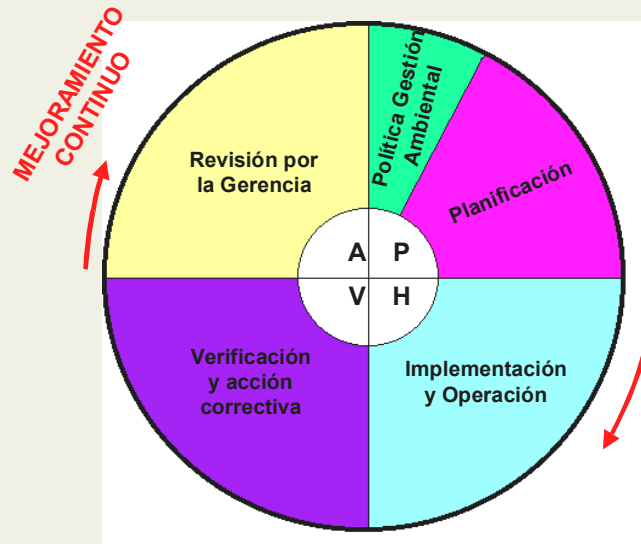 MEJORAMIENTO
CONTINUO
Política Gestión
Ambiental
Revisión por
la Gerencia
Planificación
A P
V H
Verificación
y acción
correctiva
Implementación
y Operación